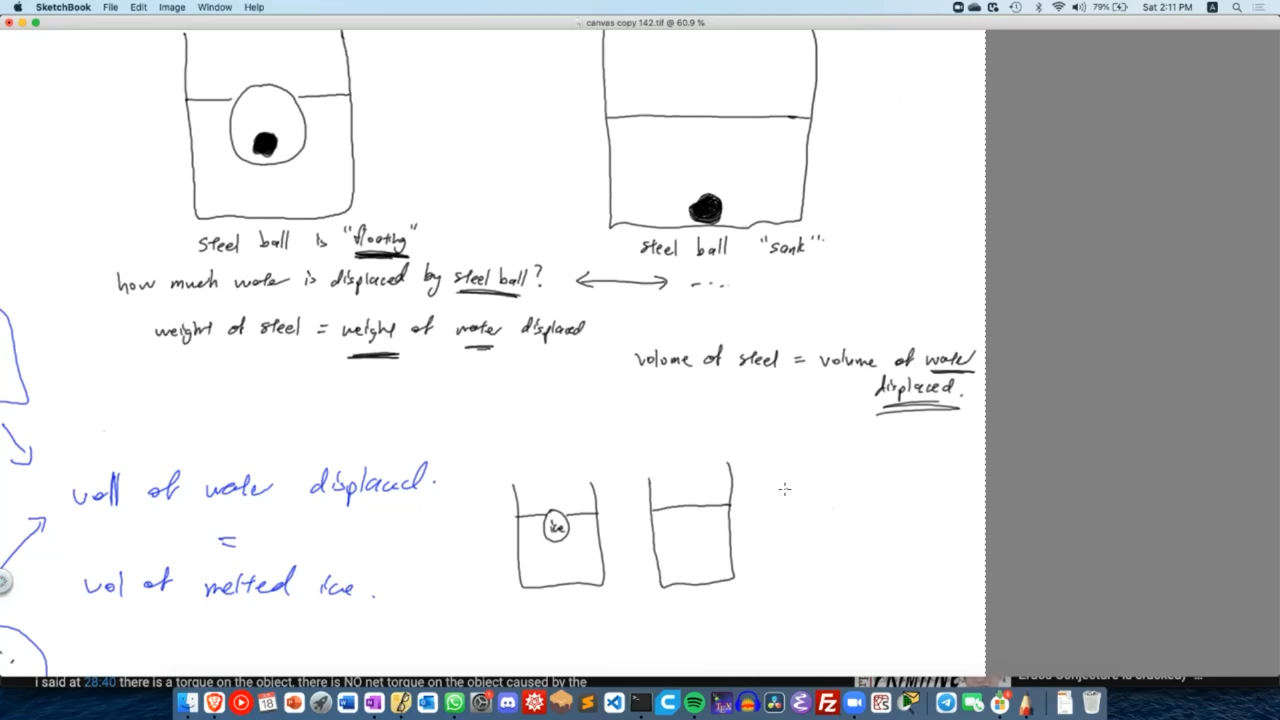 SketchBook File Edit Image Window Help
79% Sat 2:11 PM
canvas copy 142.tif @ 60.9 %
steel ball is "floating"
steel ball "sank"
how much water is displaced by steel ball? ....
weight of steel = weight of water displaced
volume of steel = volume of water
displaced.
vol of water displaced.
=
vol of melted ice.
ice
i said at 28:40 there is a torque on the object, there is NO net torque on the object caused by the